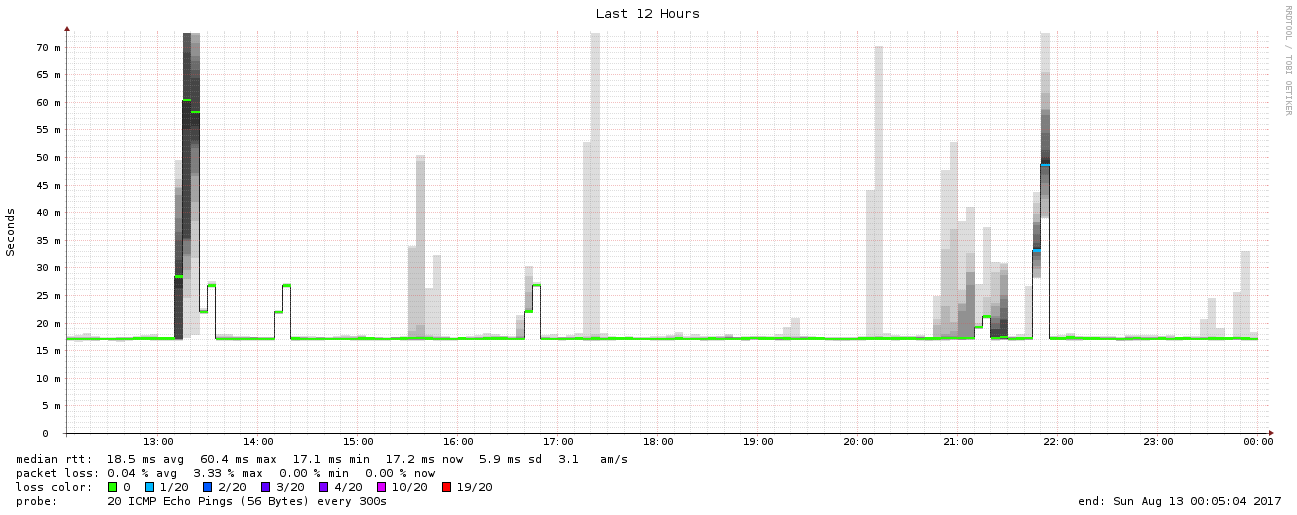 Last 12 Hours
RRDTOOL / TOBI OETIKER
Seconds
70 m
65 m
60 m
55 m
50 m
45 m
40 m
35 m
30 m
25 m
20 m
15 m
10 m
5 m
0
13:00 14:00 15:00 16:00 17:00 18:00 19:00 20:00 21:00 22:00 23:00 00:00
median rtt: 18.5 ms avg 60.4 ms max 17.1 ms min 17.2 ms now 5.9 ms sd 3.1 am/s
packet loss: 0.04 % avg 3.33 % max 0.00 % min 0.00 % now
loss color: 0 1/20 2/20 3/20 4/20 10/20 19/20
probe: 20 ICMP Echo Pings (56 Bytes) every 300s end: Sun Aug 13 00:05:04 2017